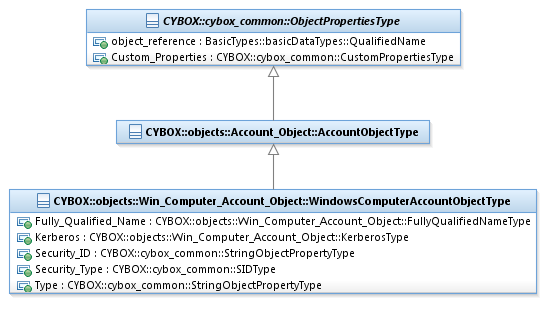 CYBOX::cybox_common::ObjectPropertiesType
object_reference : BasicTypes::basicDataTypes::QualifiedName
Custom_Properties : CYBOX::cybox_common::CustomPropertiesType
CYBOX::objects::Account_Object::AccountObjectType
CYBOX::objects::Win_Computer_Account_Object::WindowsComputerAccountObjectType
Fully_Qualified_Name : CYBOX::objects::Win_Computer_Account_Object::FullyQualifiedNameType
Kerberos : CYBOX::objects::Win_Computer_Account_Object::KerberosType
Security_ID : CYBOX::cybox_common::StringObjectPropertyType
Security_Type : CYBOX::cybox_common::SIDType
Type : CYBOX::cybox_common::StringObjectPropertyType